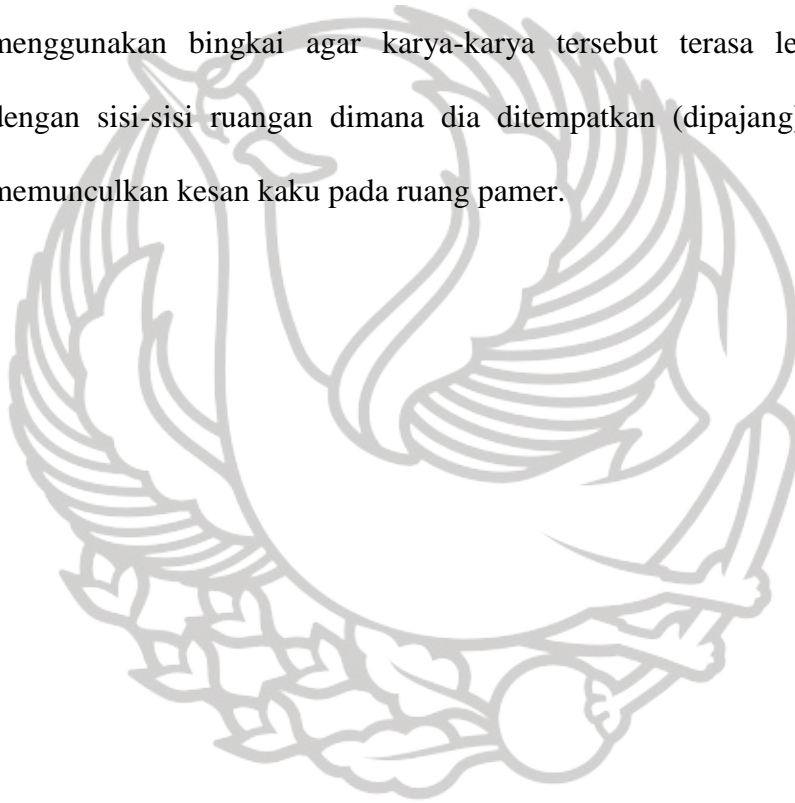 menggunakan bingkai agar karya-karya tersebut terasa le
dengan sisi-sisi ruangan dimana dia ditempatkan (dipajang)
memunculkan kesan kaku pada ruang pamer.